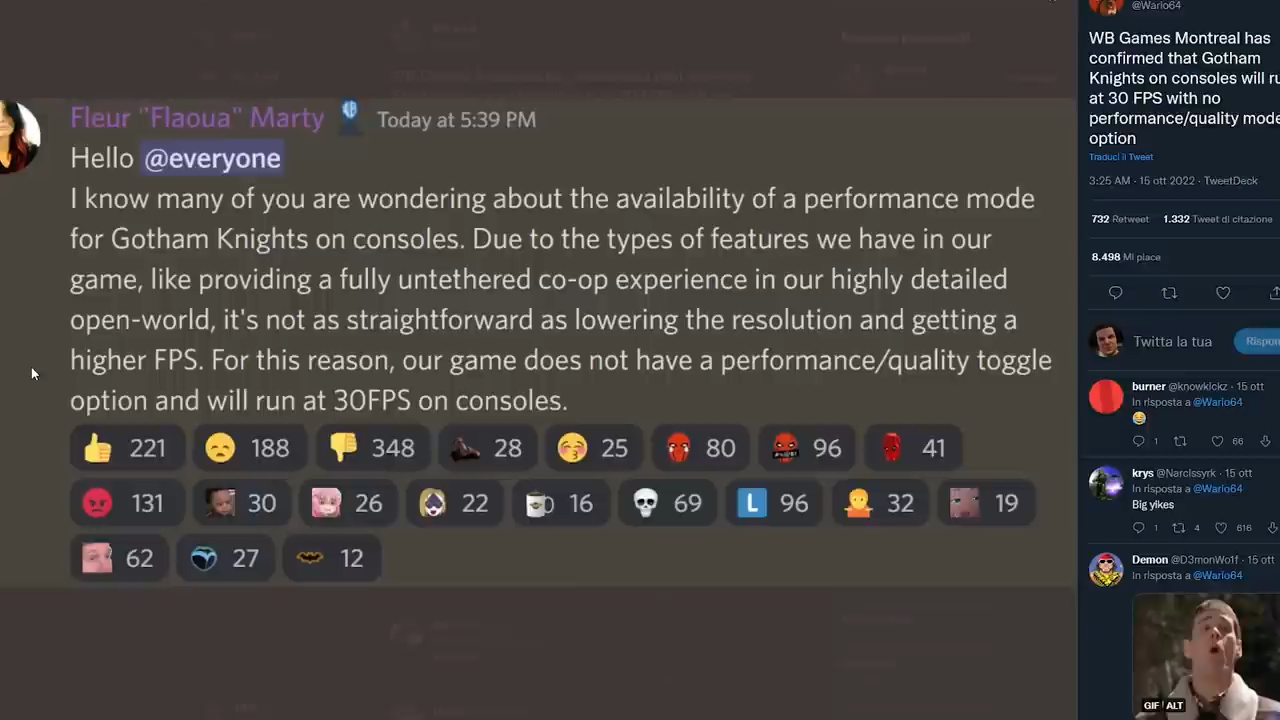 Fleur "Flaoua" Marty Today at 5:39 PM
Hello @everyone
I know many of you are wondering about the availability of a performance mode
for Gotham Knights on consoles. Due to the types of features we have in our
game, like providing a fully untethered co-op experience in our highly detailed
open-world, it's not as straightforward as lowering the resolution and getting a
higher FPS. For this reason, our game does not have a performance/quality toggle
option and will run at 30FPS on consoles.
221 188 348 28 25 80 96 41
131 30 26 22 16 69 L 96 32 19
62 27 12
@Wario64
WB Games Montreal has
confirmed that Gotham
Knights on consoles will ru
at 30 FPS with no
performance/quality mode
option
Traduci il Tweet
3:25 AM · 15 ott 2022 · TweetDeck
732 Retweet 1.332 Tweet di citazione
8.498 Mi piace
Twitta la tua Rispon
burner @knowkickz · 15 ott
In risposta a @Wario64
1 66
krys @Narcissyrk · 15 ott
In risposta a @Wario64
Big yikes
1 4 616
Demon @D3monWo1f · 15 ott
In risposta a @Wario64
GIF ALT